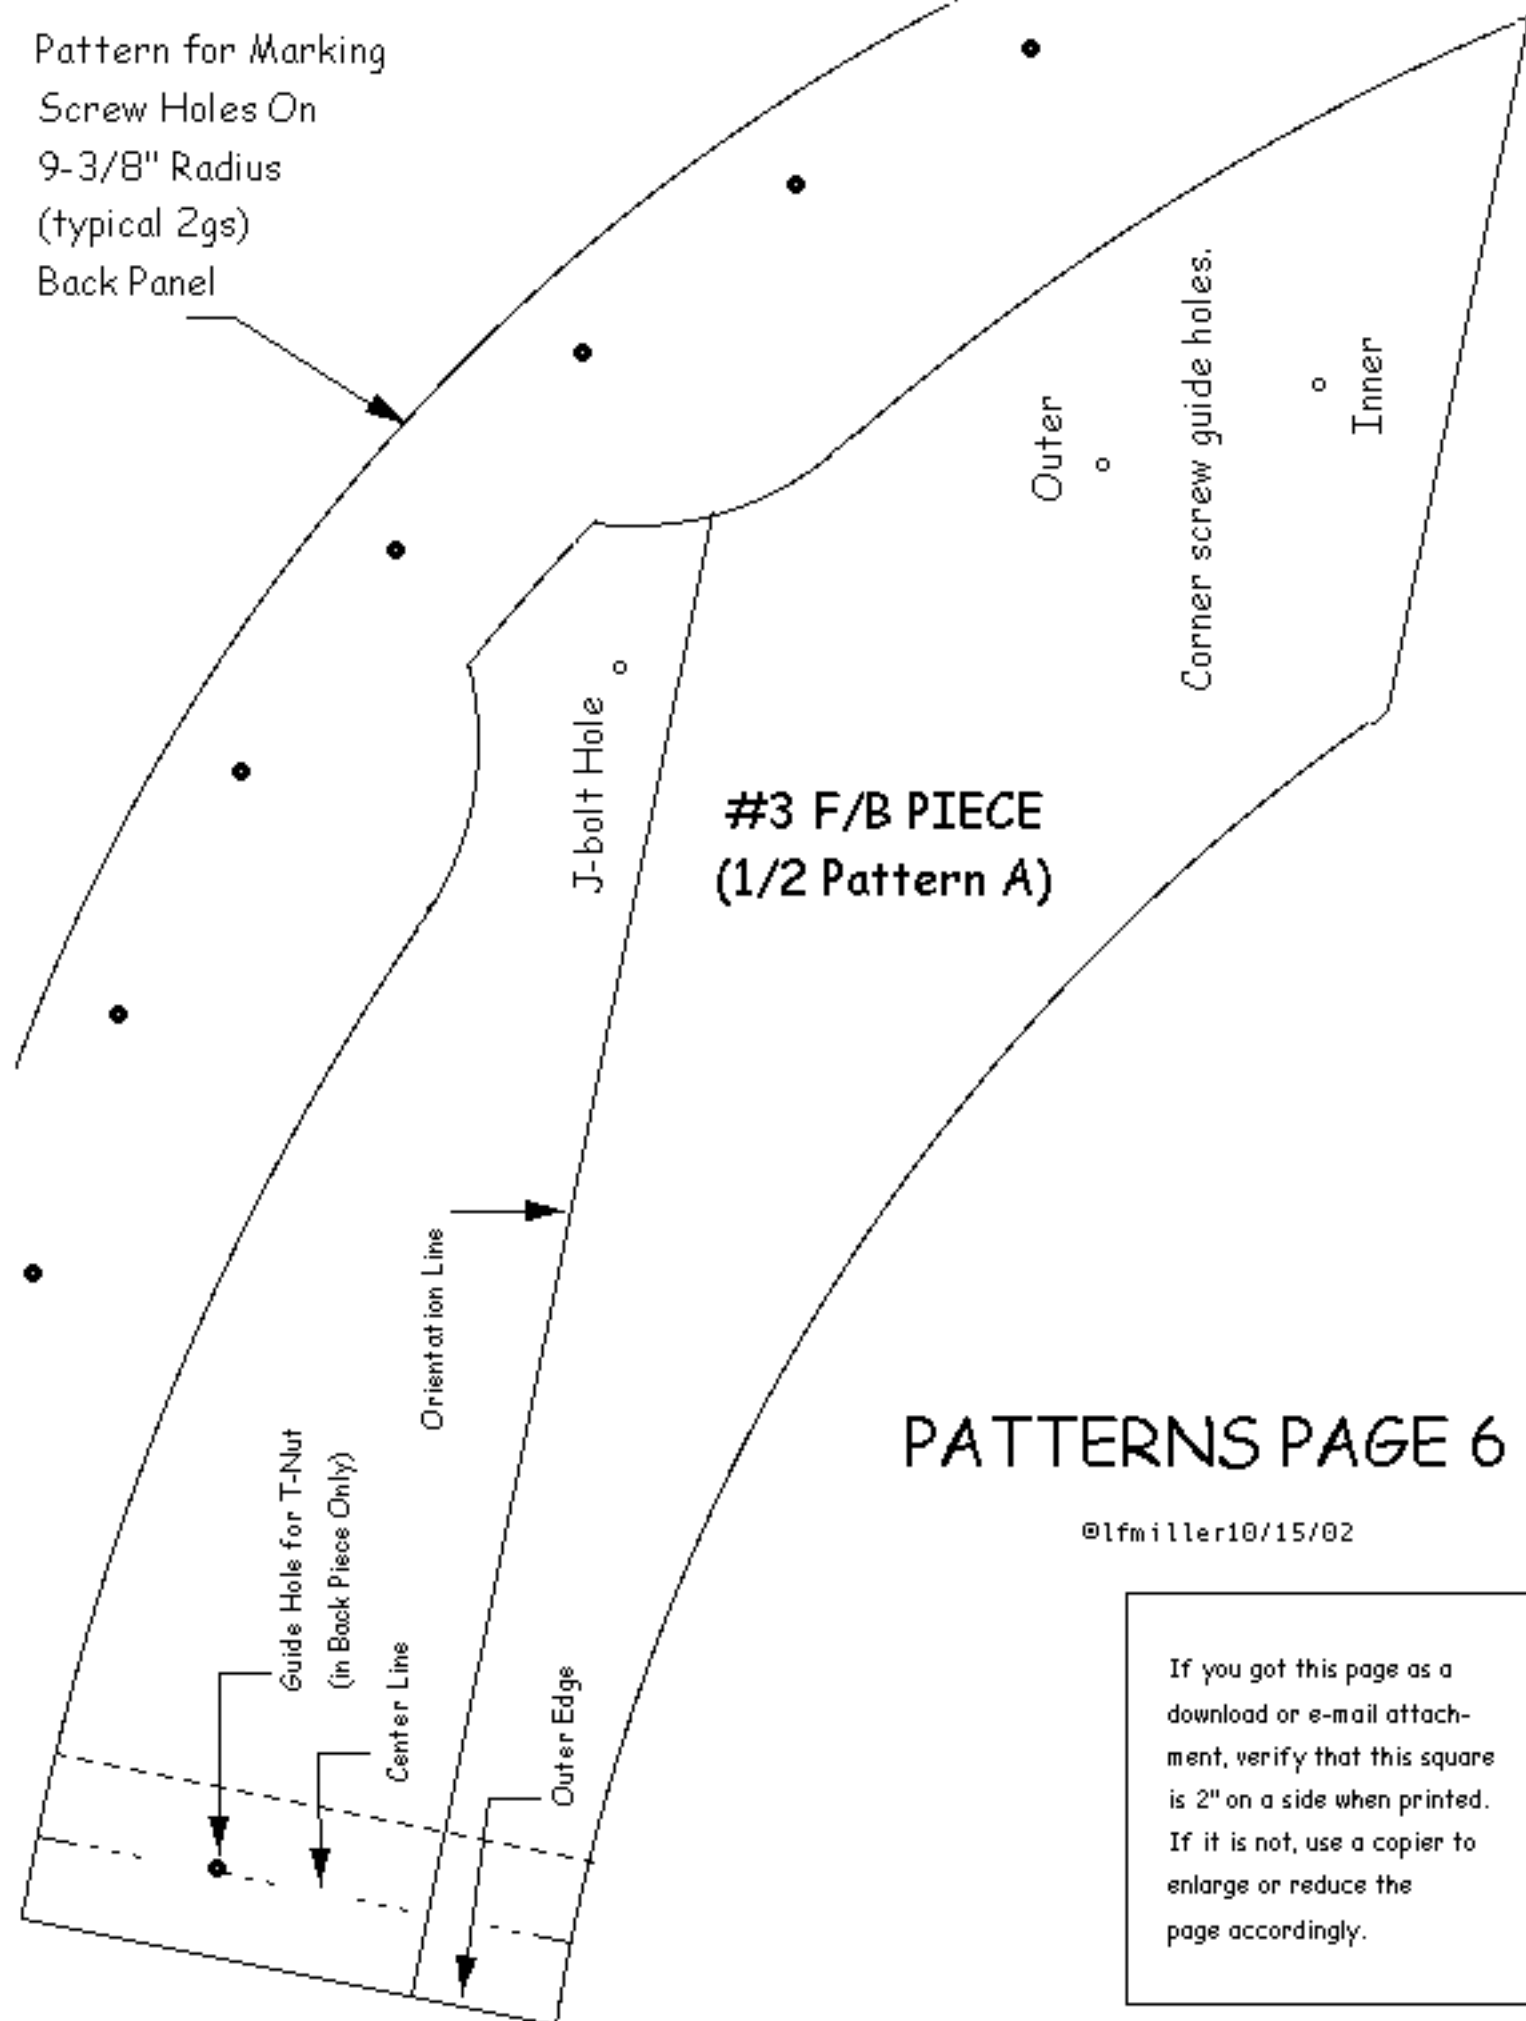 Pattern for Marking
Screw Holes On
9-3/8" Radius
(typical 2gs)
Back Panel
Corner screw guide holes.
Outer
Inner
J-bolt Hole
#3 F/B PIECE
(1/2 Pattern A)
Orientation Line
Guide Hole for T-Nut
(in Back Piece Only)
Center Line
Outer Edge
PATTERNS PAGE 6
©lfmiller10/15/02
If you got this page as a
download or e-mail attach-
ment, verify that this square
is 2" on a side when printed.
If it is not, use a copier to
enlarge or reduce the
page accordingly.